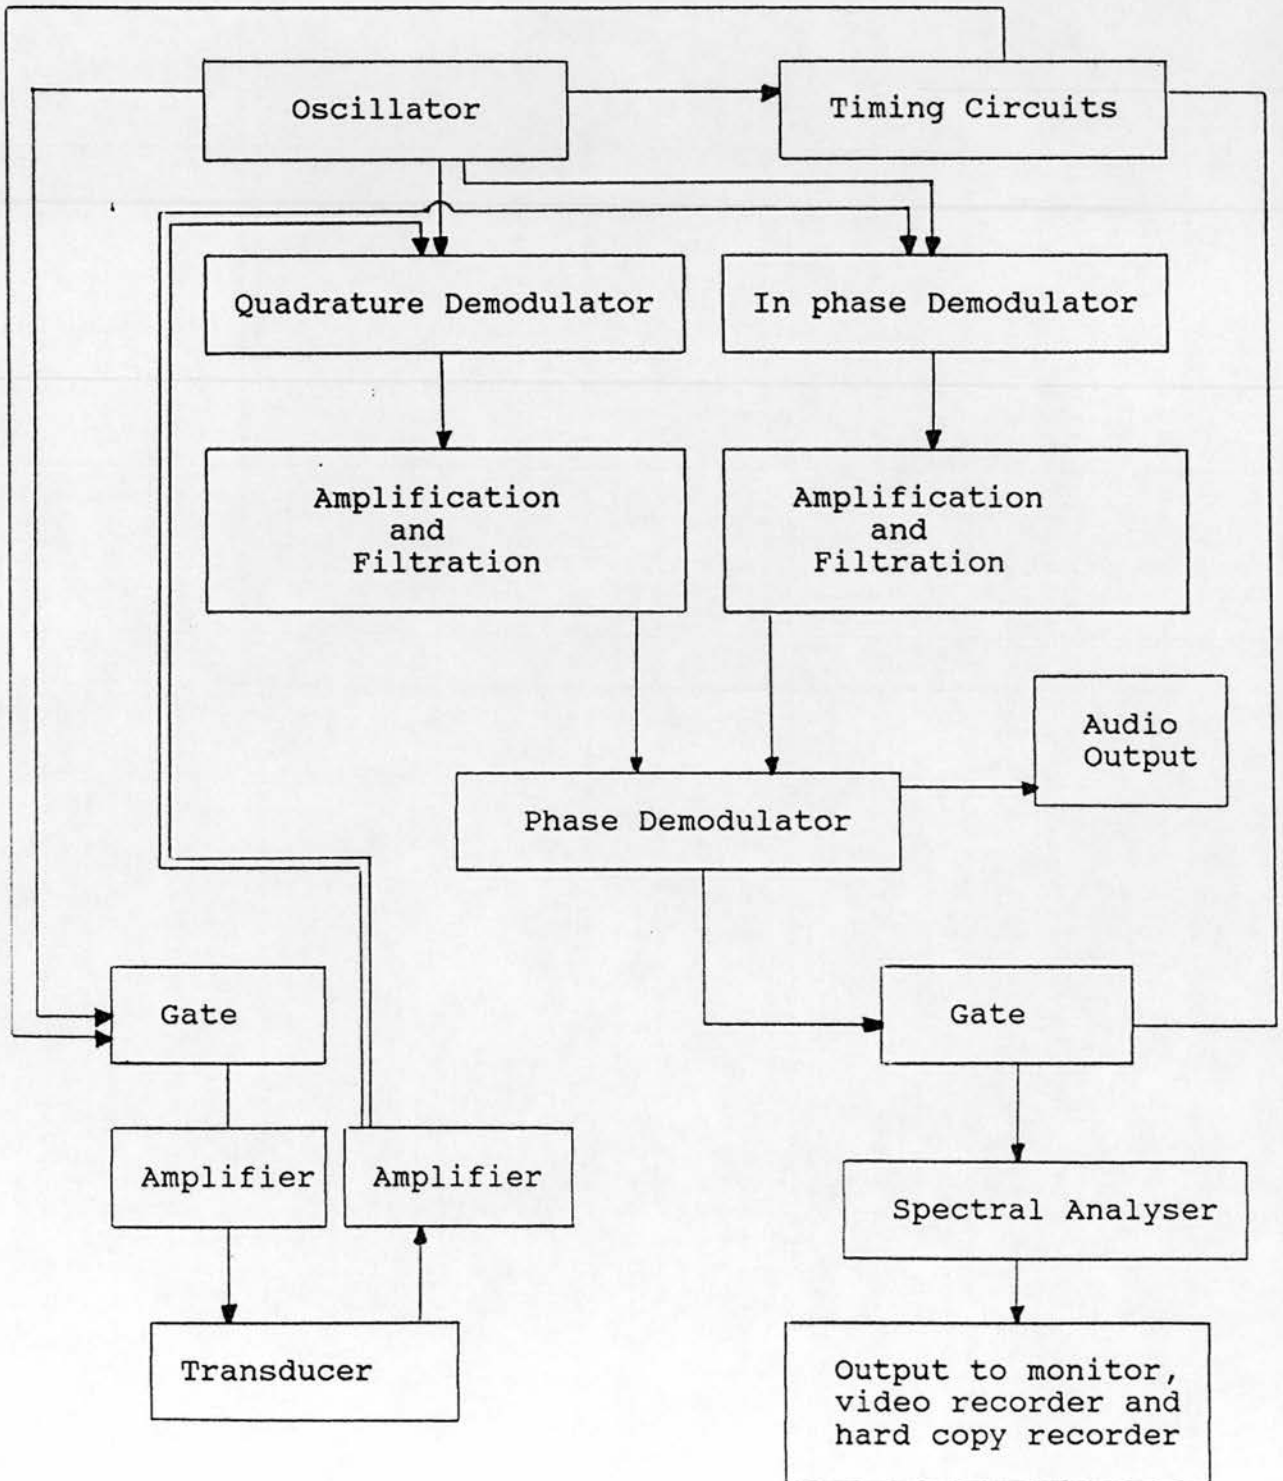 Oscillator
Timing Circuits
Quadrature Demodulator
In phase Demodulator
Amplification
and
Filtration
Amplification
and
Filtration
Audio
Output
Phase Demodulator
Gate
Gate
Amplifier
Amplifier
Spectral Analyser
Transducer
Output to monitor,
video recorder and
hard copy recorder